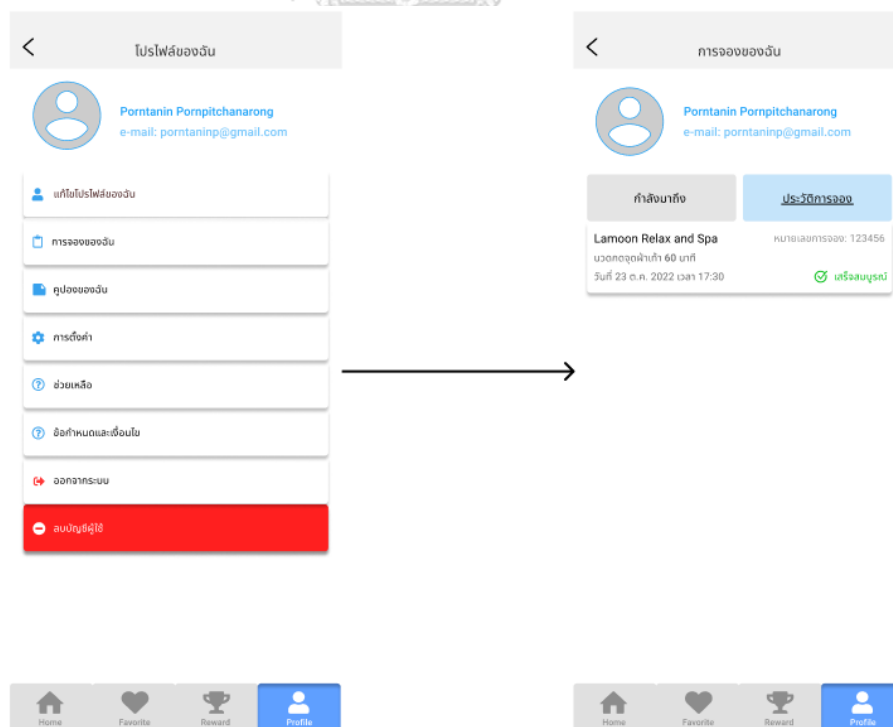 โปรไฟล์ของฉัน
Porntanin Pornpitchanarong
e-mail: porntaninp@gmail.com
แก้ไขโปรไฟล์ของฉัน
การจองของฉัน
คูปองของฉัน
การตั้งค่า
ช่วยเหลือ
ข้อกำหนดและเงื่อนไข
ออกจากระบบ
ลบบัญชีผู้ใช้
Home Favorite Reward Profile
การจองของฉัน
Porntanin Pornpitchanarong
e-mail: porntaninp@gmail.com
กำลังมาถึง ประวัติการจอง
Lamoon Relax and Spa หมายเลขการจอง: 123456
นวดกดจุดฝ่าเท้า 60 นาที
วันที่ 23 ต.ค. 2022 เวลา 17:30 เสร็จสมบูรณ์
Home Favorite Reward Profile